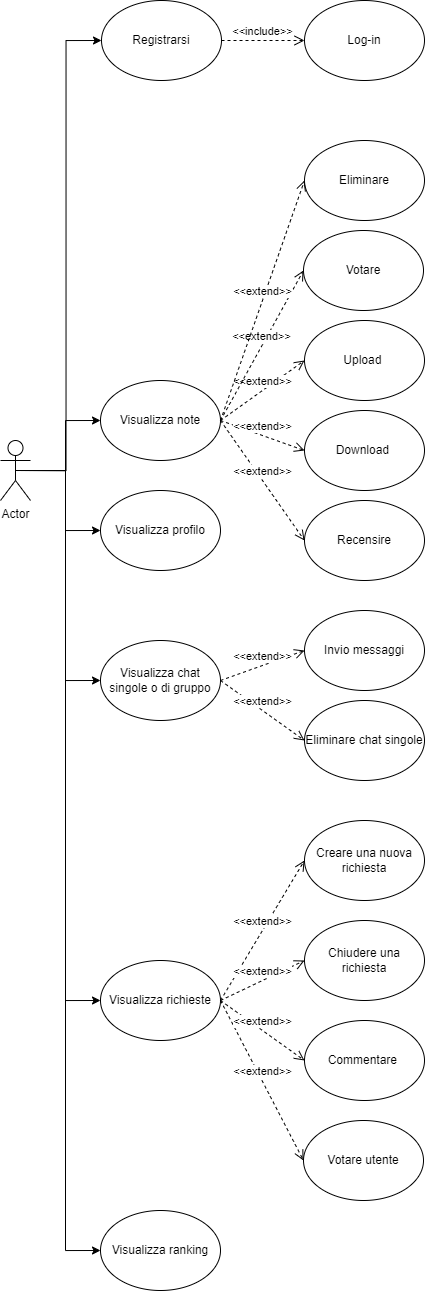 Registrarsi
<<include>>
Log-in
Eliminare
<<extend>>
Votare
<<extend>>
Upload
<<extend>>
Visualizza note
<<extend>>
Download
<<extend>>
Recensire
Actor
Visualizza profilo
Visualizza chat
singole o di gruppo
<<extend>>
Invio messaggi
<<extend>>
Eliminare chat singole
Creare una nuova
richiesta
<<extend>>
Chiudere una
richiesta
<<extend>>
Visualizza richieste
<<extend>>
Commentare
<<extend>>
Votare utente
Visualizza ranking